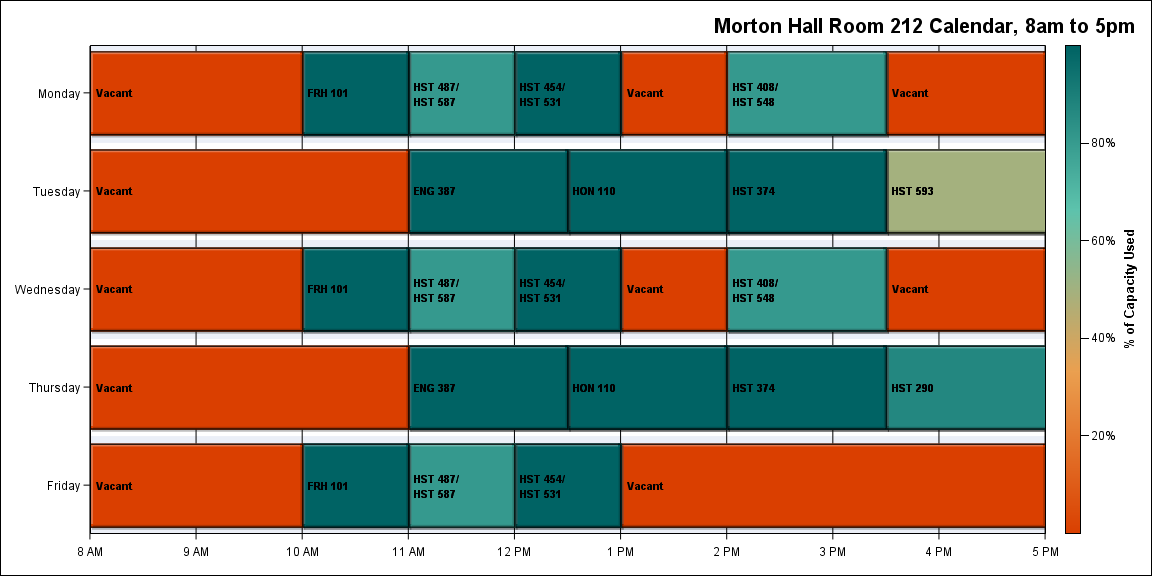 Morton Hall Room 212 Calendar, 8am to 5pm
Monday
Vacant
FRH 101
HST 487/
HST 587
HST 454/
HST 531
Vacant
HST 408/
HST 548
Vacant
Tuesday
Vacant
ENG 387
HON 110
HST 374
HST 593
Wednesday
Vacant
FRH 101
HST 487/
HST 587
HST 454/
HST 531
Vacant
HST 408/
HST 548
Vacant
Thursday
Vacant
ENG 387
HON 110
HST 374
HST 290
Friday
Vacant
FRH 101
HST 487/
HST 587
HST 454/
HST 531
Vacant
8 AM
9 AM
10 AM
11 AM
12 PM
1 PM
2 PM
3 PM
4 PM
5 PM
80%
60%
40%
20%
% of Capacity Used